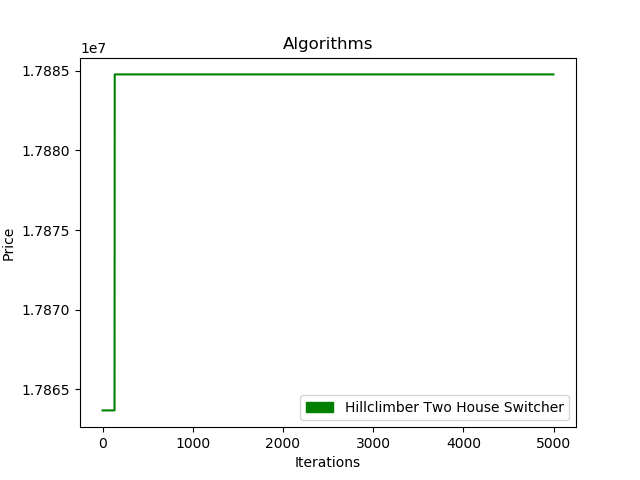 Algorithms
1e7
1.7885
1.7880
1.7875
1.7870
1.7865
Price
Hillclimber Two House Switcher
0 1000 2000 3000 4000 5000
Iterations